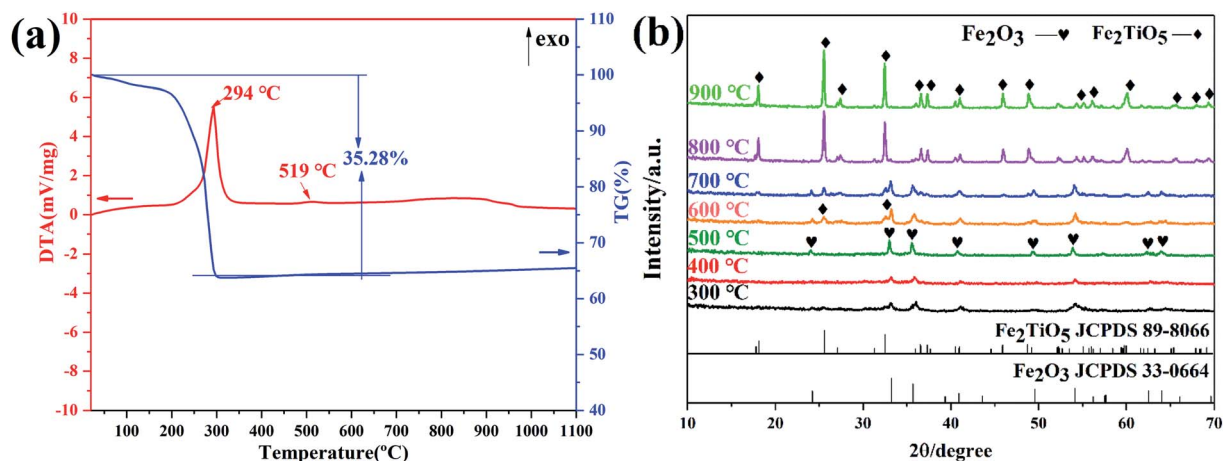 (a)
exo
294 ℃
519 ℃
35.28%
DTA(mV/mg)
10
8
6
4
2
0
-2
-4
-6
-8
-10
TG(%)
110
100
90
80
70
60
50
40
100 200 300 400 500 600 700 800 900 1000 1100
Temperature(ºC)
(b)
Fe₂O₃ —♥ Fe₂TiO₅ —♦
900 ℃
800 ℃
700 ℃
600 ℃
500 ℃
400 ℃
300 ℃
Fe₂TiO₅ JCPDS 89-8066
Fe₂O₃ JCPDS 33-0664
Intensity/a.u.
10 20 30 40 50 60 70
2θ/degree